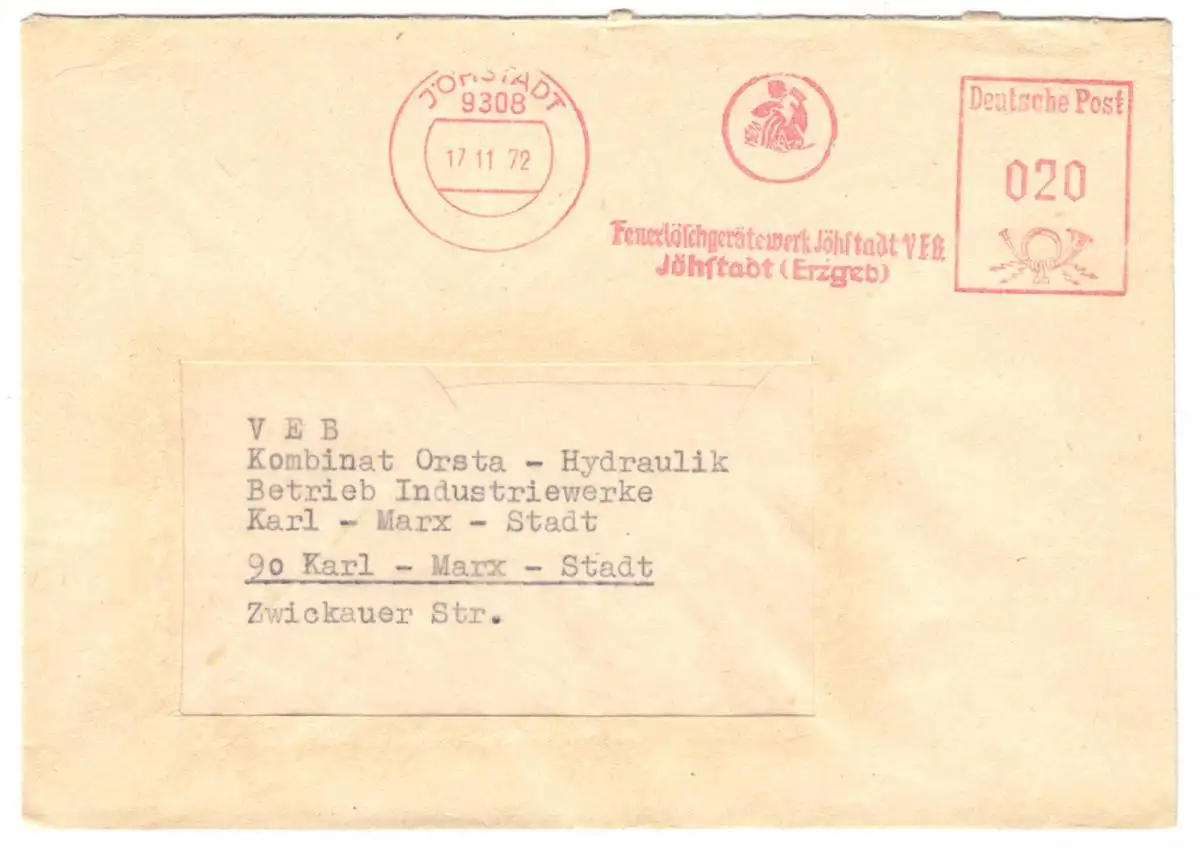 JÖHSTADT
9308
17 11 72
Deutsche Post
020
Feuerlöschgerätewerk Jöhstadt VEB
Jöhstadt (Erzgeb)
V E B
Kombinat Orsta - Hydraulik
Betrieb Industriewerke
Karl - Marx - Stadt
90 Karl - Marx - Stadt
Zwickauer Str.